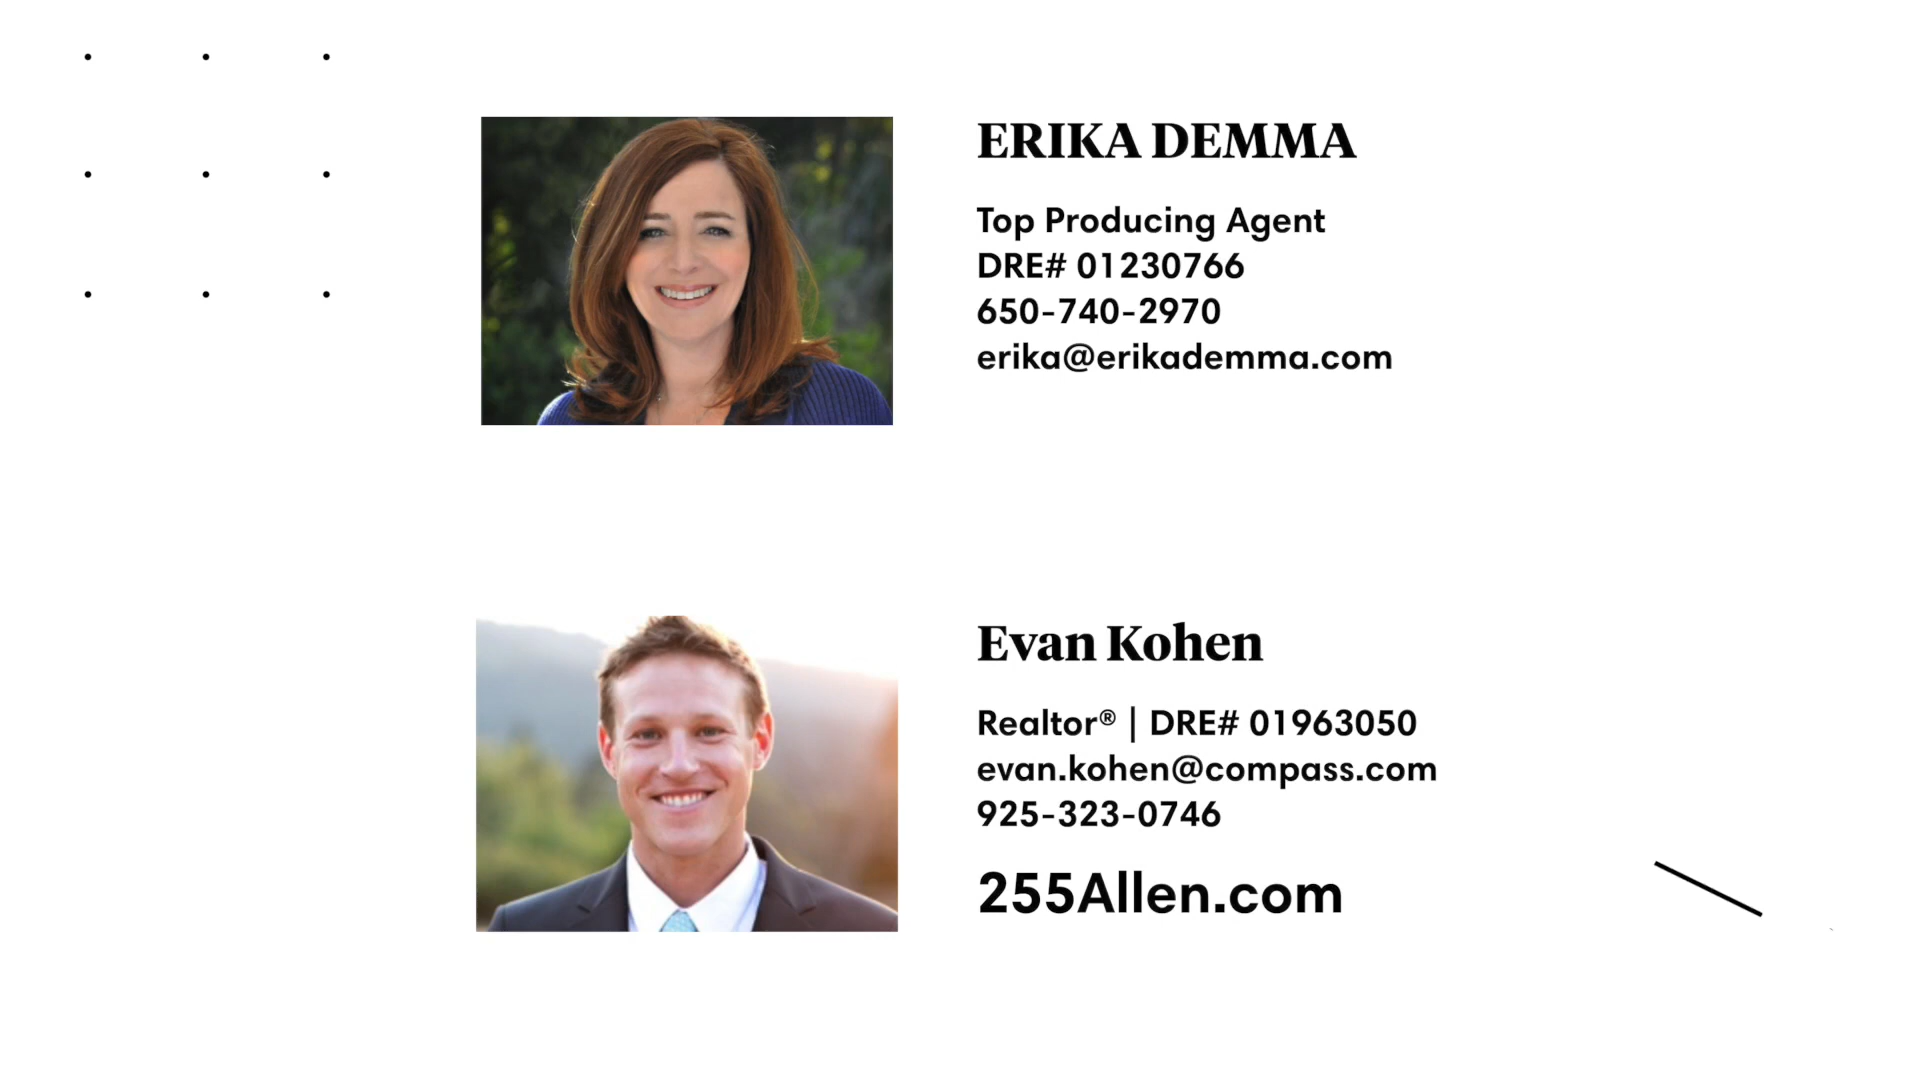 ERIKA DEMMA
Top Producing Agent
DRE# 01230766
650-740-2970
erika@erikademma.com
Evan Kohen
Realtor® | DRE# 01963050
evan.kohen@compass.com
925-323-0746
255Allen.com